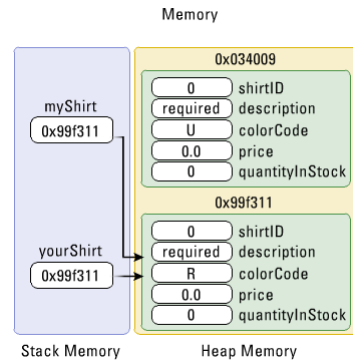 Memory
0x034009
0 shirtID
required description
U colorCode
0.0 price
0 quantityInStock
myShirt
0x99f311
0x99f311
0 shirtID
required description
R colorCode
0.0 price
0 quantityInStock
yourShirt
0x99f311
Stack Memory
Heap Memory